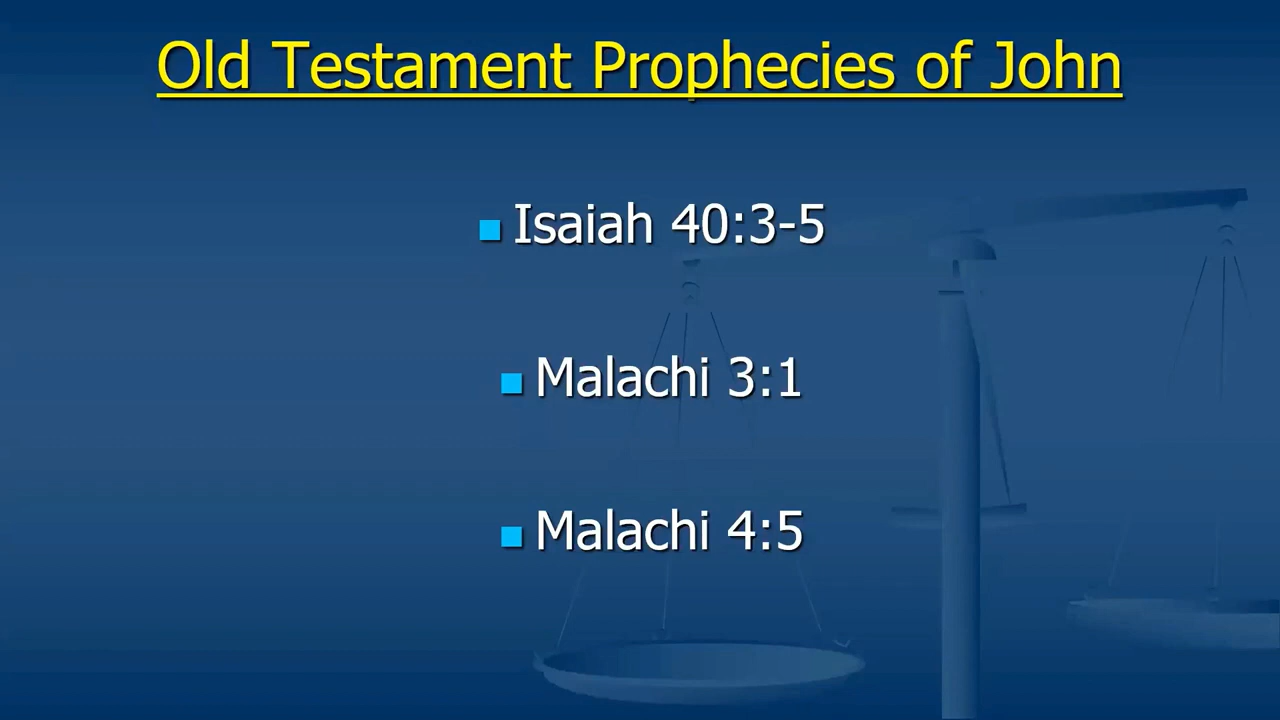 Old Testament Prophecies of John
Isaiah 40:3-5
Malachi 3:1
Malachi 4:5